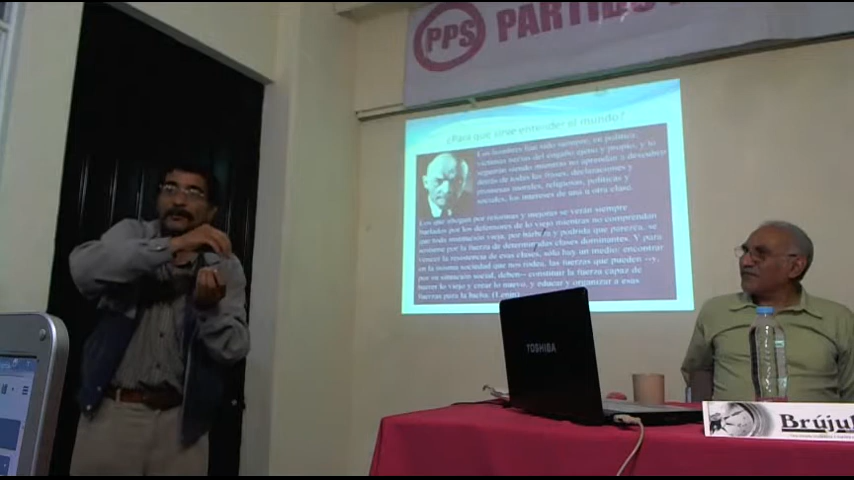 PPS PARTI
¿Para qué sirve entender el mundo?
Los hombres han sido siempre, en política,
víctimas necias del engaño ajeno y propio, y lo
seguirán siendo mientras no aprendan a descubrir
detrás de todas las frases, declaraciones y
promesas morales, religiosas, políticas y
sociales, los intereses de una u otra clase.
Los que abogan por reformas y mejoras se verán siempre
burlados por los defensores de lo viejo mientras no comprendan
que toda institución vieja, por bárbara y podrida que parezca, se
sostiene por la fuerza de determinadas clases dominantes. Y para
vencer la resistencia de esas clases, sólo hay un medio: encontrar
en la misma sociedad que nos rodea, las fuerzas que pueden -y,
por su situación social, deben- constituir la fuerza capaz de
barrer lo viejo y crear lo nuevo, y educar y organizar a esas
fuerzas para la lucha. (Lenin)
TOSHIBA
Brújul